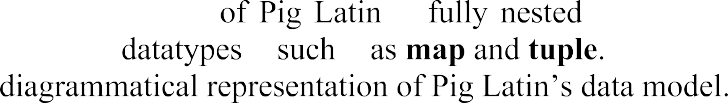 of Pig Latin fully nested
datatypes such as map and tuple.
diagrammatical representation of Pig Latin's data model.